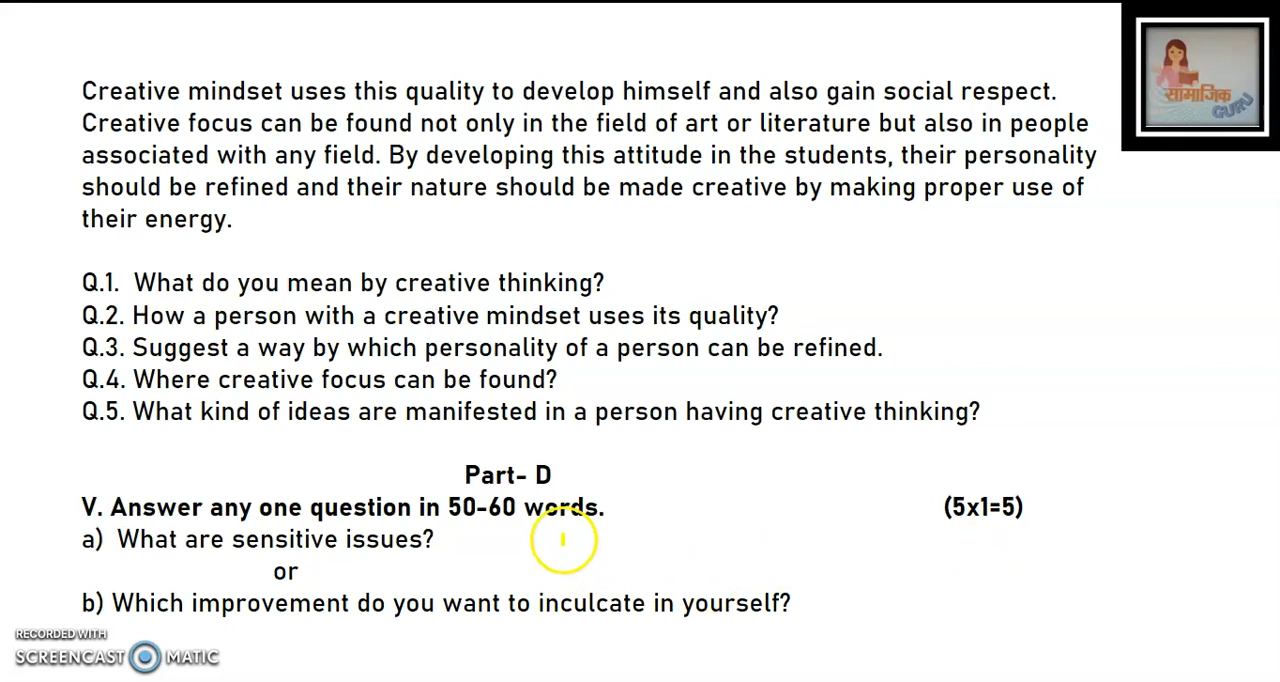 Creative mindset uses this quality to develop himself and also gain social respect.
Creative focus can be found not only in the field of art or literature but also in people
associated with any field. By developing this attitude in the students, their personality
should be refined and their nature should be made creative by making proper use of
their energy.
Q.1. What do you mean by creative thinking?
Q.2. How a person with a creative mindset uses its quality?
Q.3. Suggest a way by which personality of a person can be refined.
Q.4. Where creative focus can be found?
Q.5. What kind of ideas are manifested in a person having creative thinking?
Part- D
V. Answer any one question in 50-60 words. (5x1=5)
a) What are sensitive issues?
or
b) Which improvement do you want to inculcate in yourself?
सामाजिक
GURU
RECORDED WITH
SCREENCAST MATIC